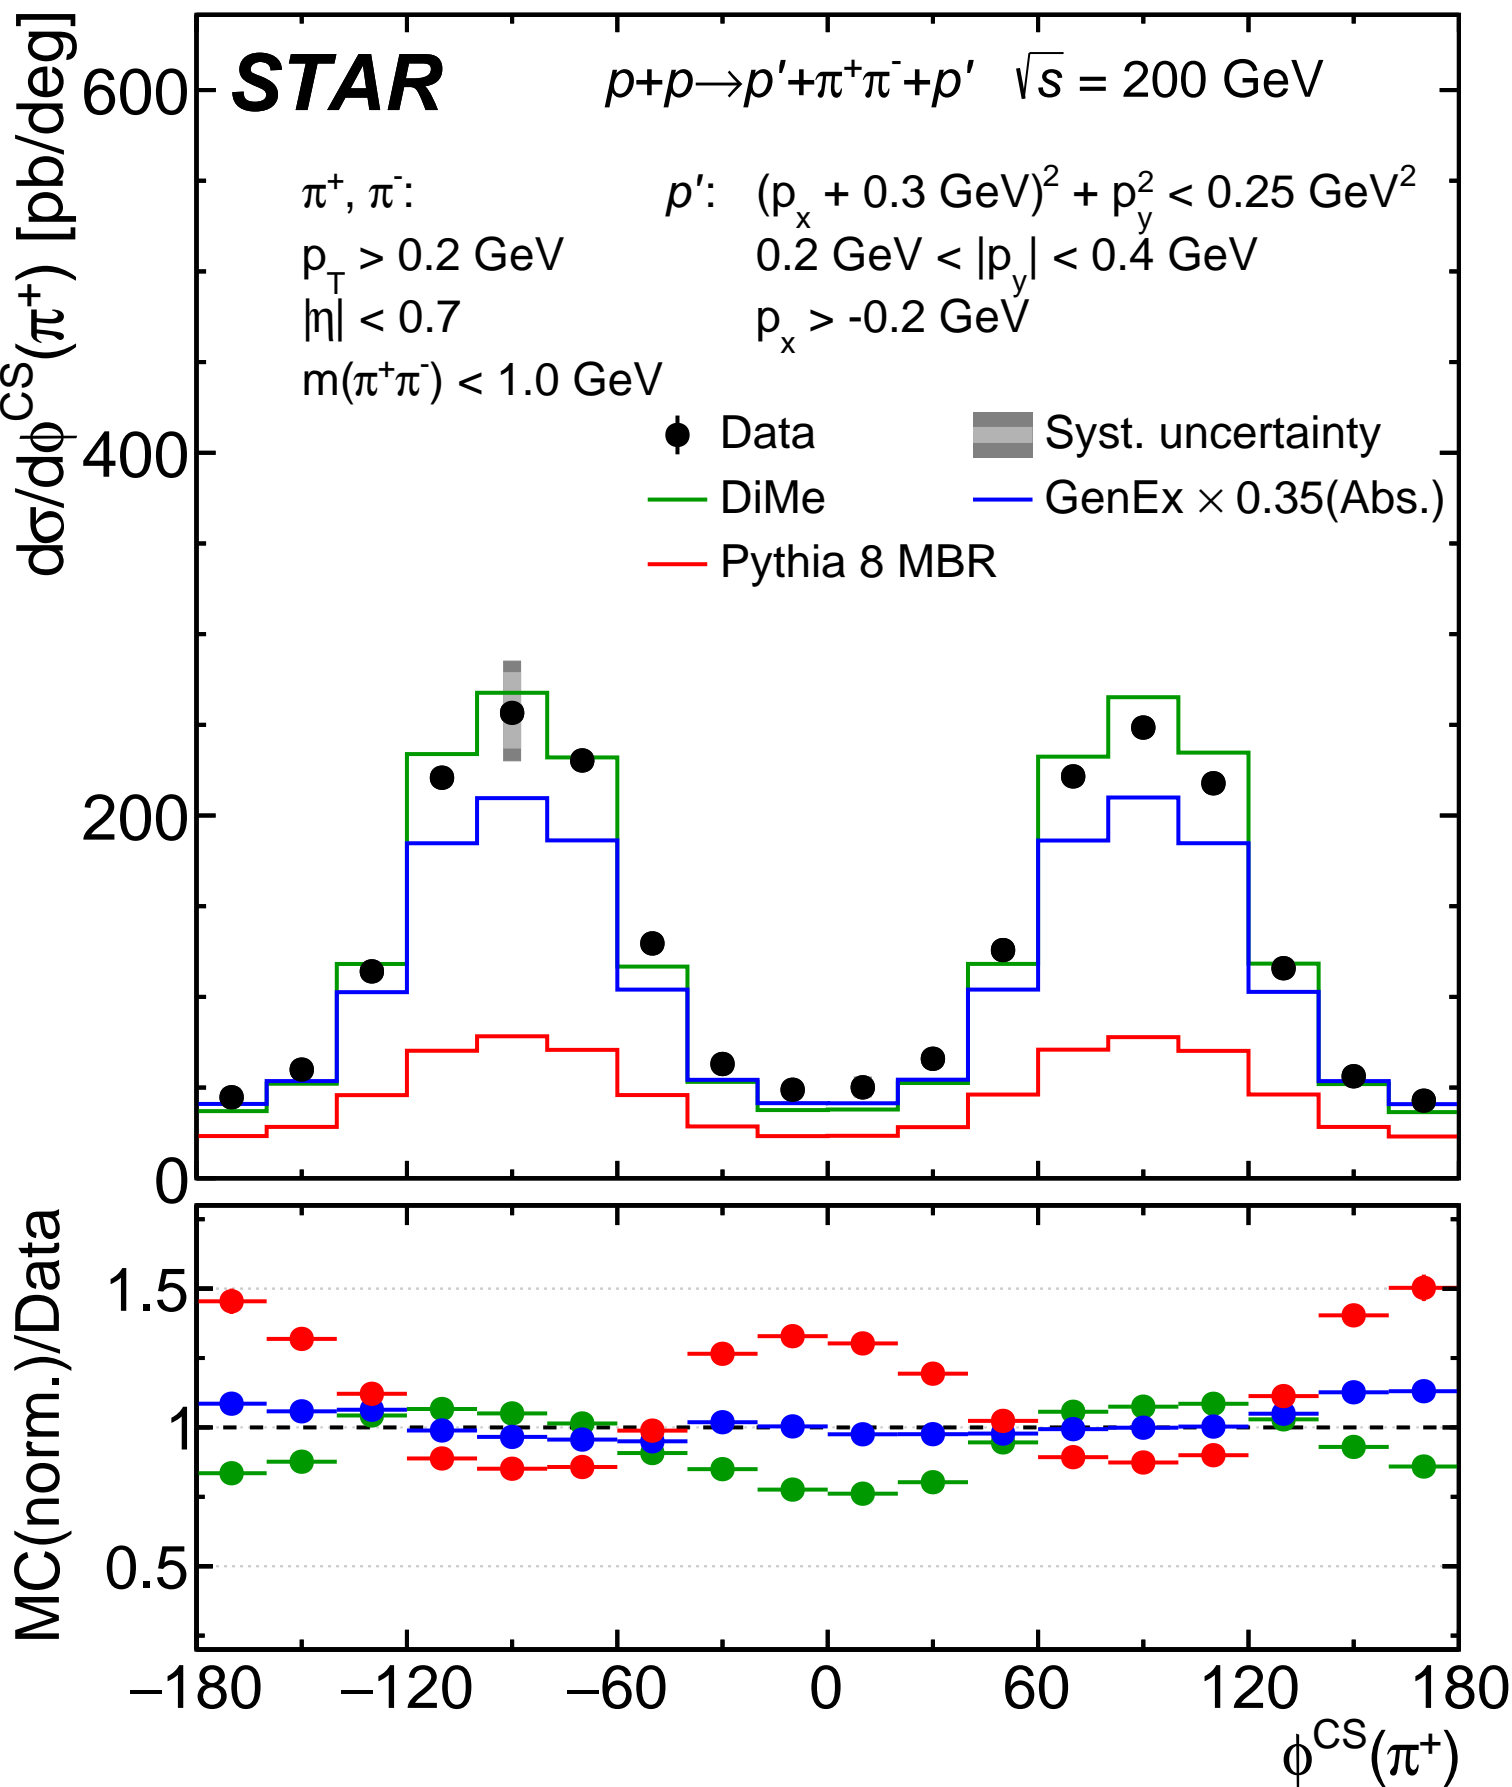 STAR p+p→p′+π⁺π⁻+p′ √s = 200 GeV
π⁺, π⁻: p′: (pₓ + 0.3 GeV)² + p_y² < 0.25 GeV²
p_T > 0.2 GeV 0.2 GeV < |p_y| < 0.4 GeV
|η| < 0.7 pₓ > -0.2 GeV
m(π⁺π⁻) < 1.0 GeV
Data Syst. uncertainty
DiMe GenEx × 0.35(Abs.)
Pythia 8 MBR
dσ/dϕ^CS(π⁺) [pb/deg]
600
400
200
0
MC(norm.)/Data
1.5
1
0.5
−180 −120 −60 0 60 120 180
ϕ^CS(π⁺)